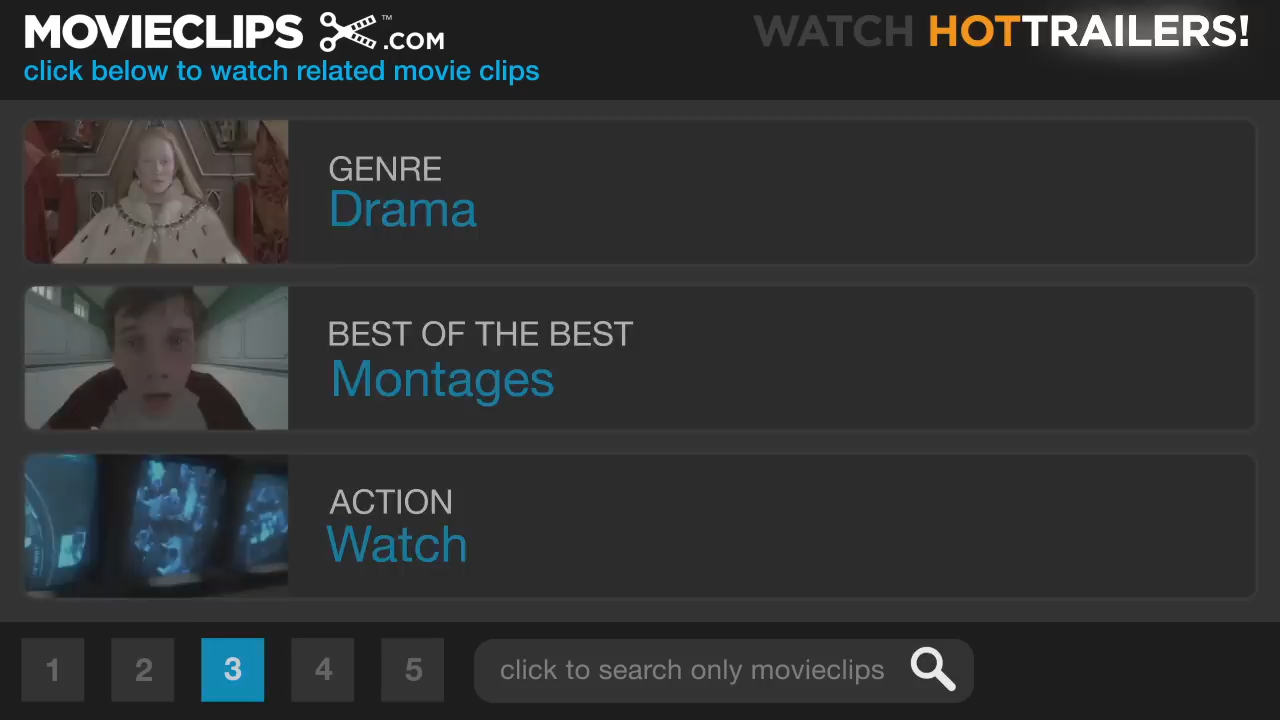 MOVIECLIPS ™ .COM
WATCH HOTTRAILERS!
click below to watch related movie clips
GENRE
Drama
BEST OF THE BEST
Montages
ACTION
Watch
1 2 3 4 5
click to search only movieclips